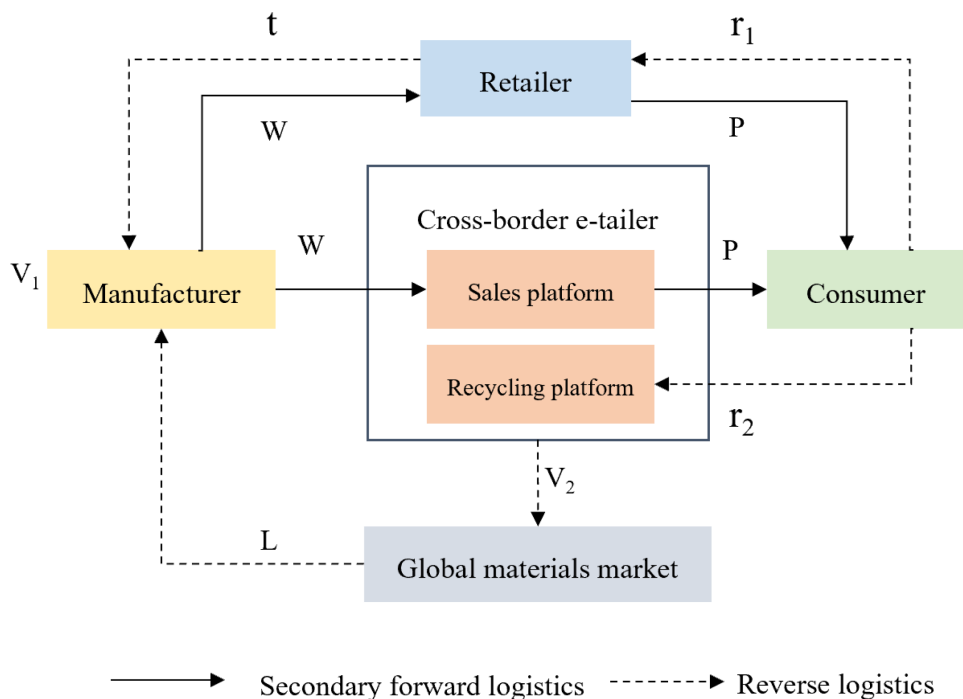 t
r₁
Retailer
W
P
Cross-border e-tailer
W
P
V₁
Manufacturer
Sales platform
Consumer
Recycling platform
r₂
V₂
L
Global materials market
Secondary forward logistics
Reverse logistics